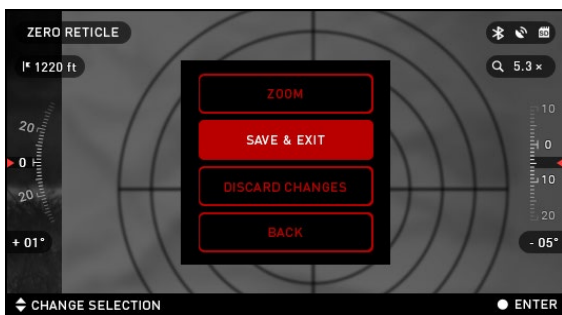 ZERO RETICLE
SD
1220 ft
5.3 ×
ZOOM
SAVE & EXIT
DISCARD CHANGES
BACK
20
0
20
10
0
10
20
+ 01°
- 05°
CHANGE SELECTION
ENTER